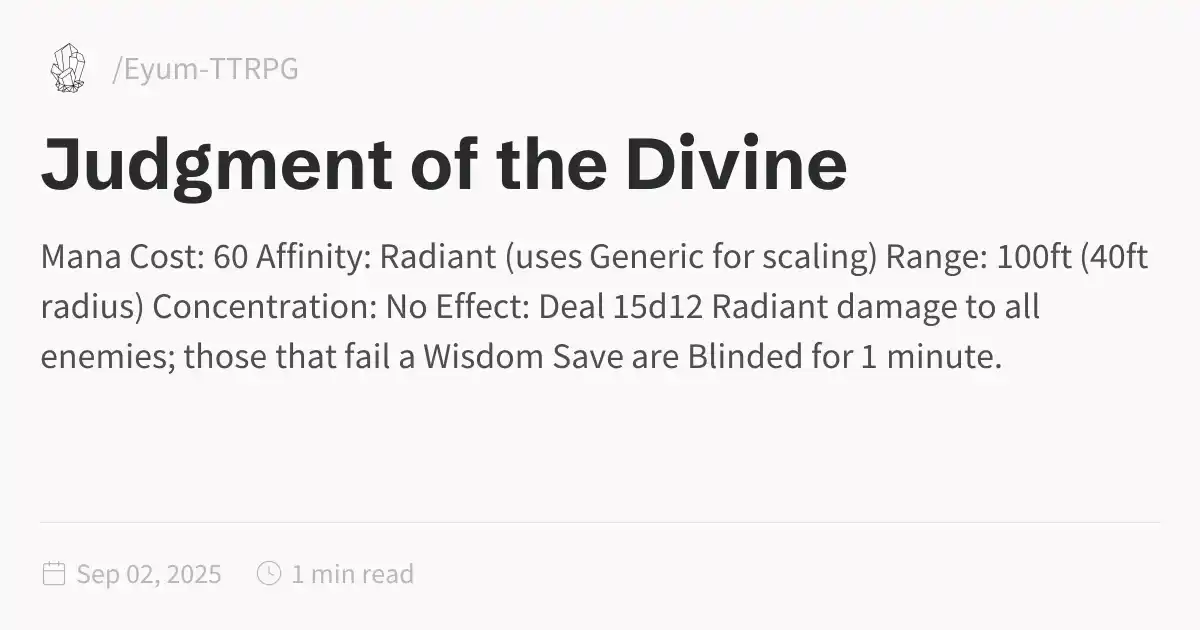 /Eyum-TTRPG
Judgment of the Divine
Mana Cost: 60 Affinity: Radiant (uses Generic for scaling) Range: 100ft (40ft
radius) Concentration: No Effect: Deal 15d12 Radiant damage to all
enemies; those that fail a Wisdom Save are Blinded for 1 minute.
Sep 02, 2025 1 min read